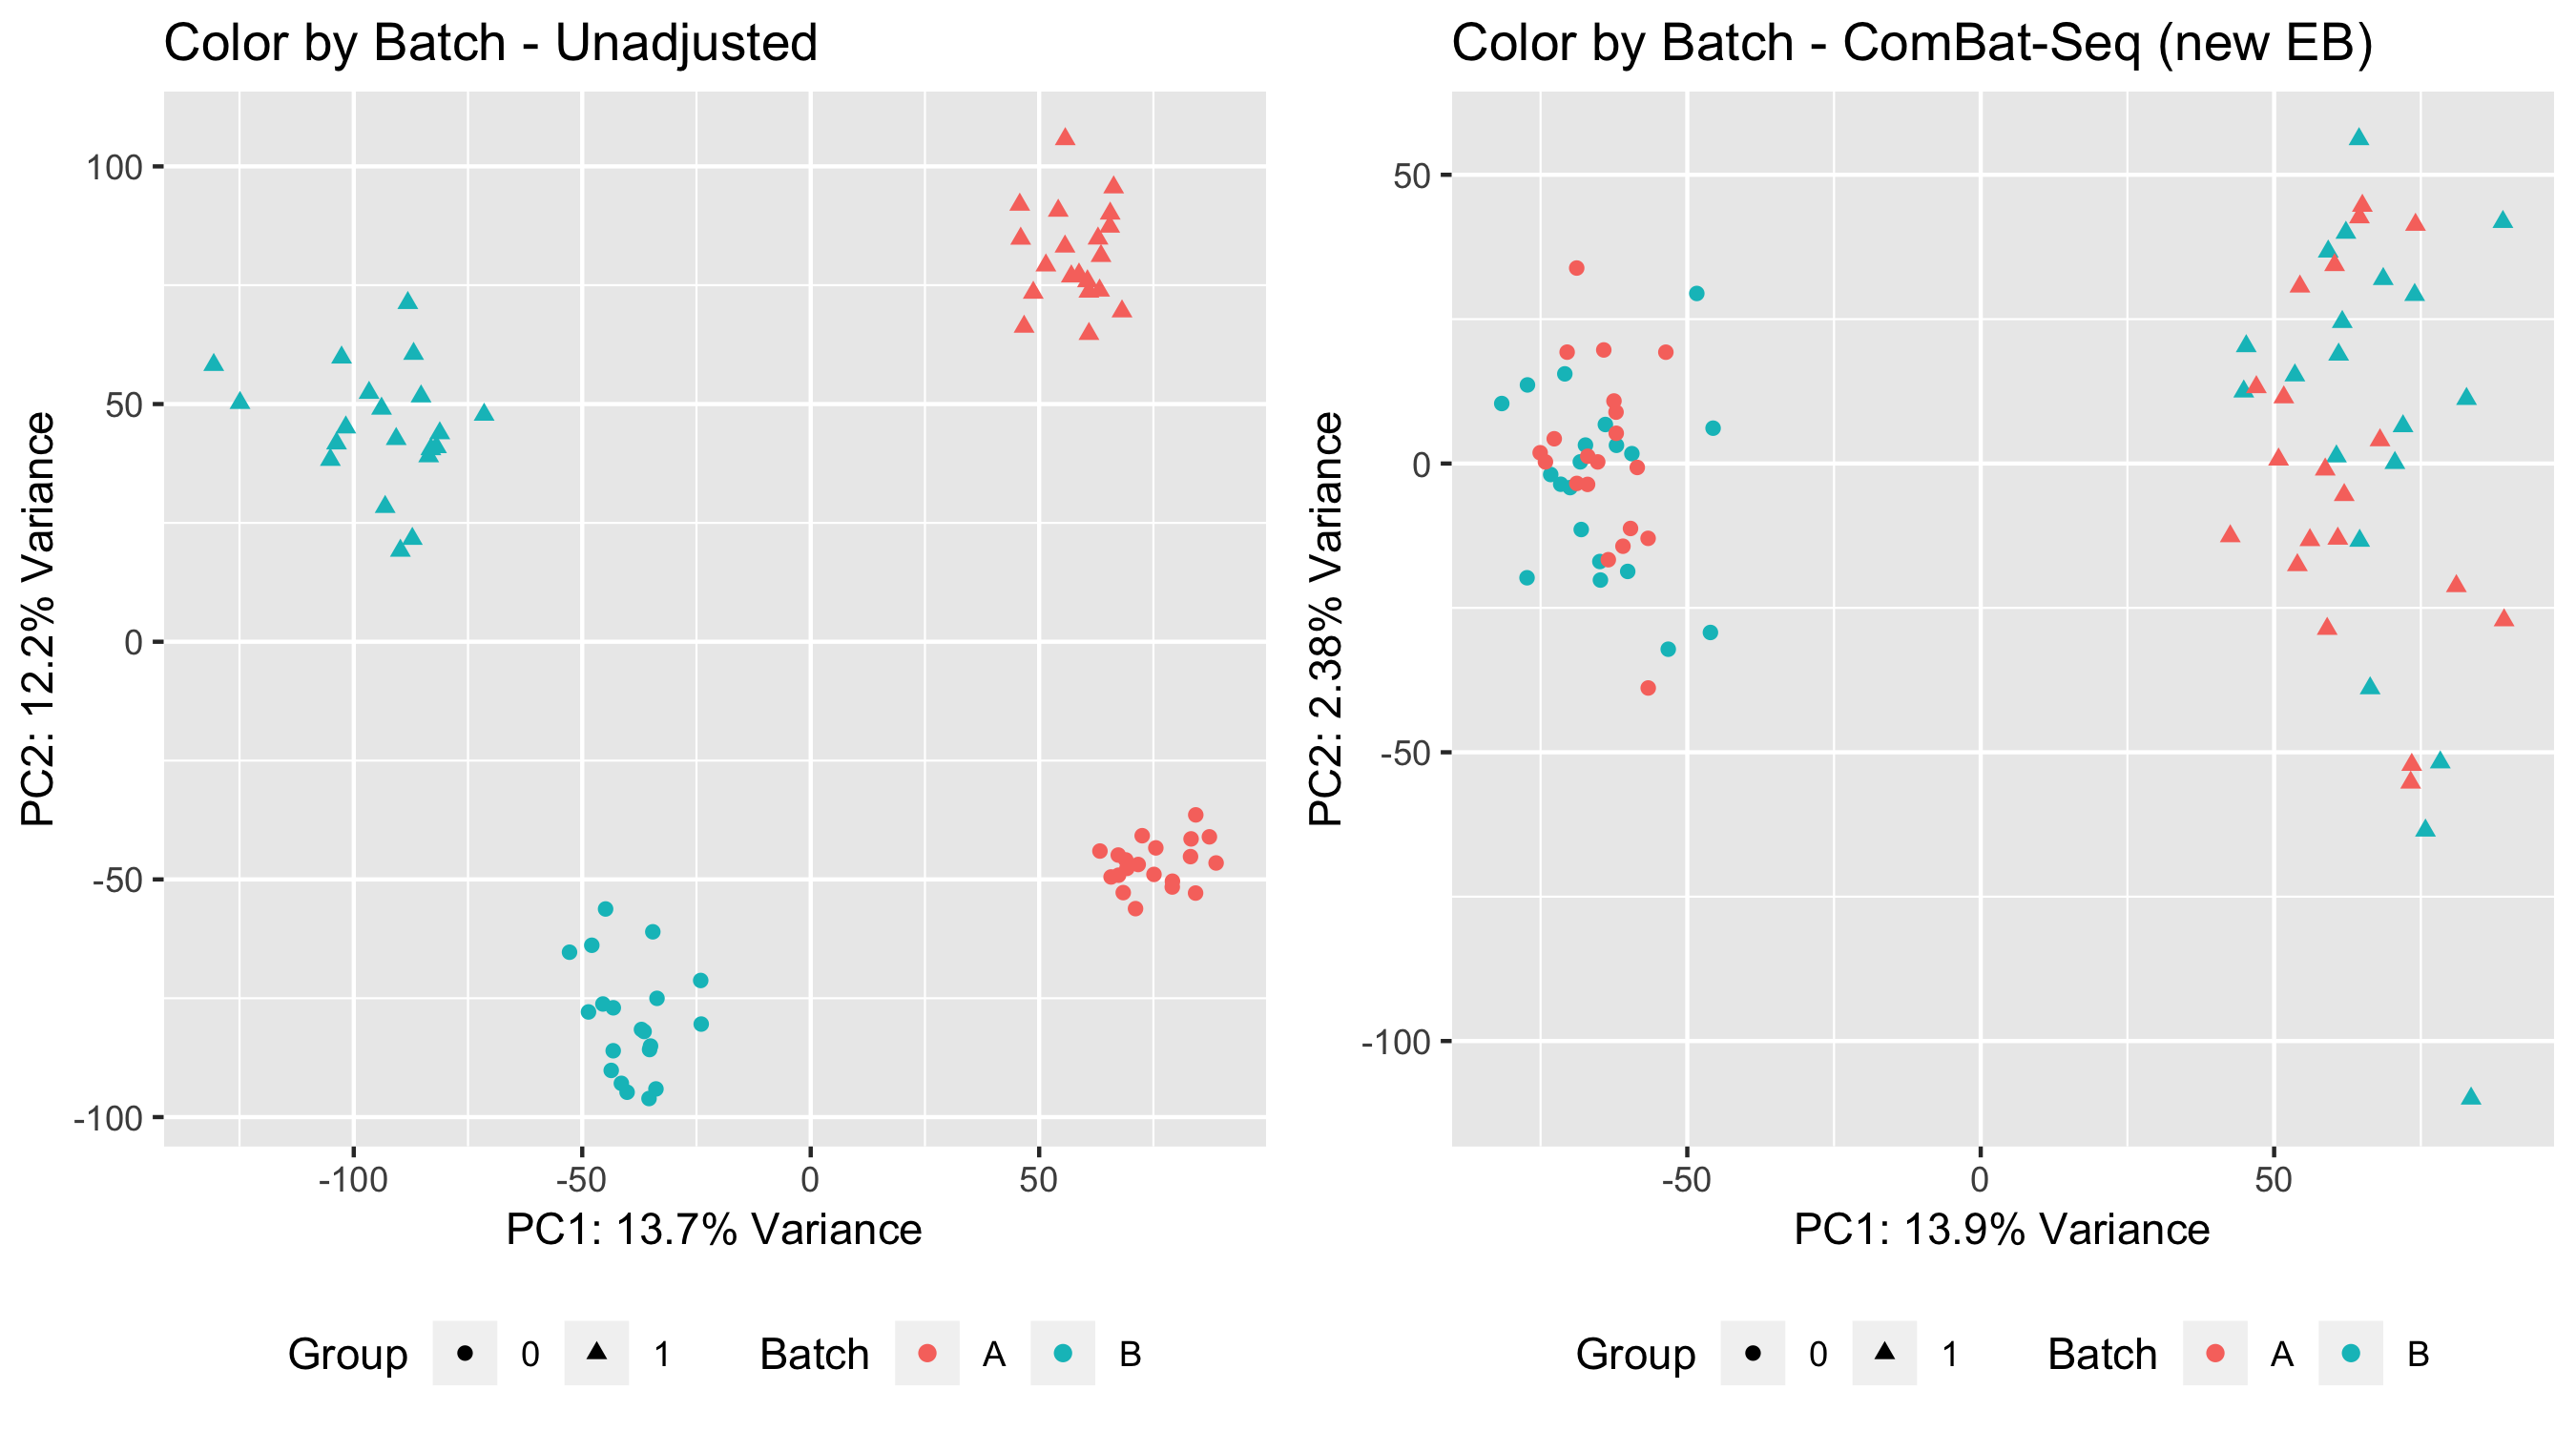 Color by Batch - Unadjusted
100
50
0
-50
-100
PC2: 12.2% Variance
-100 -50 0 50
PC1: 13.7% Variance
Group 0 1 Batch A B
Color by Batch - ComBat-Seq (new EB)
50
0
-50
-100
PC2: 2.38% Variance
-50 0 50
PC1: 13.9% Variance
Group 0 1 Batch A B